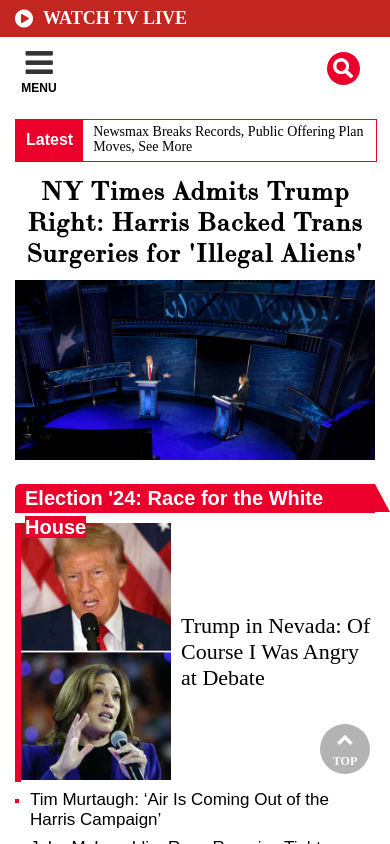 WATCH TV LIVE
MENU
Latest
Newsmax Breaks Records, Public Offering Plan
Moves, See More
NY Times Admits Trump
Right: Harris Backed Trans
Surgeries for 'Illegal Aliens'
Election '24: Race for the White
House
Trump in Nevada: Of
Course I Was Angry
at Debate
TOP
Tim Murtaugh: ‘Air Is Coming Out of the
Harris Campaign’